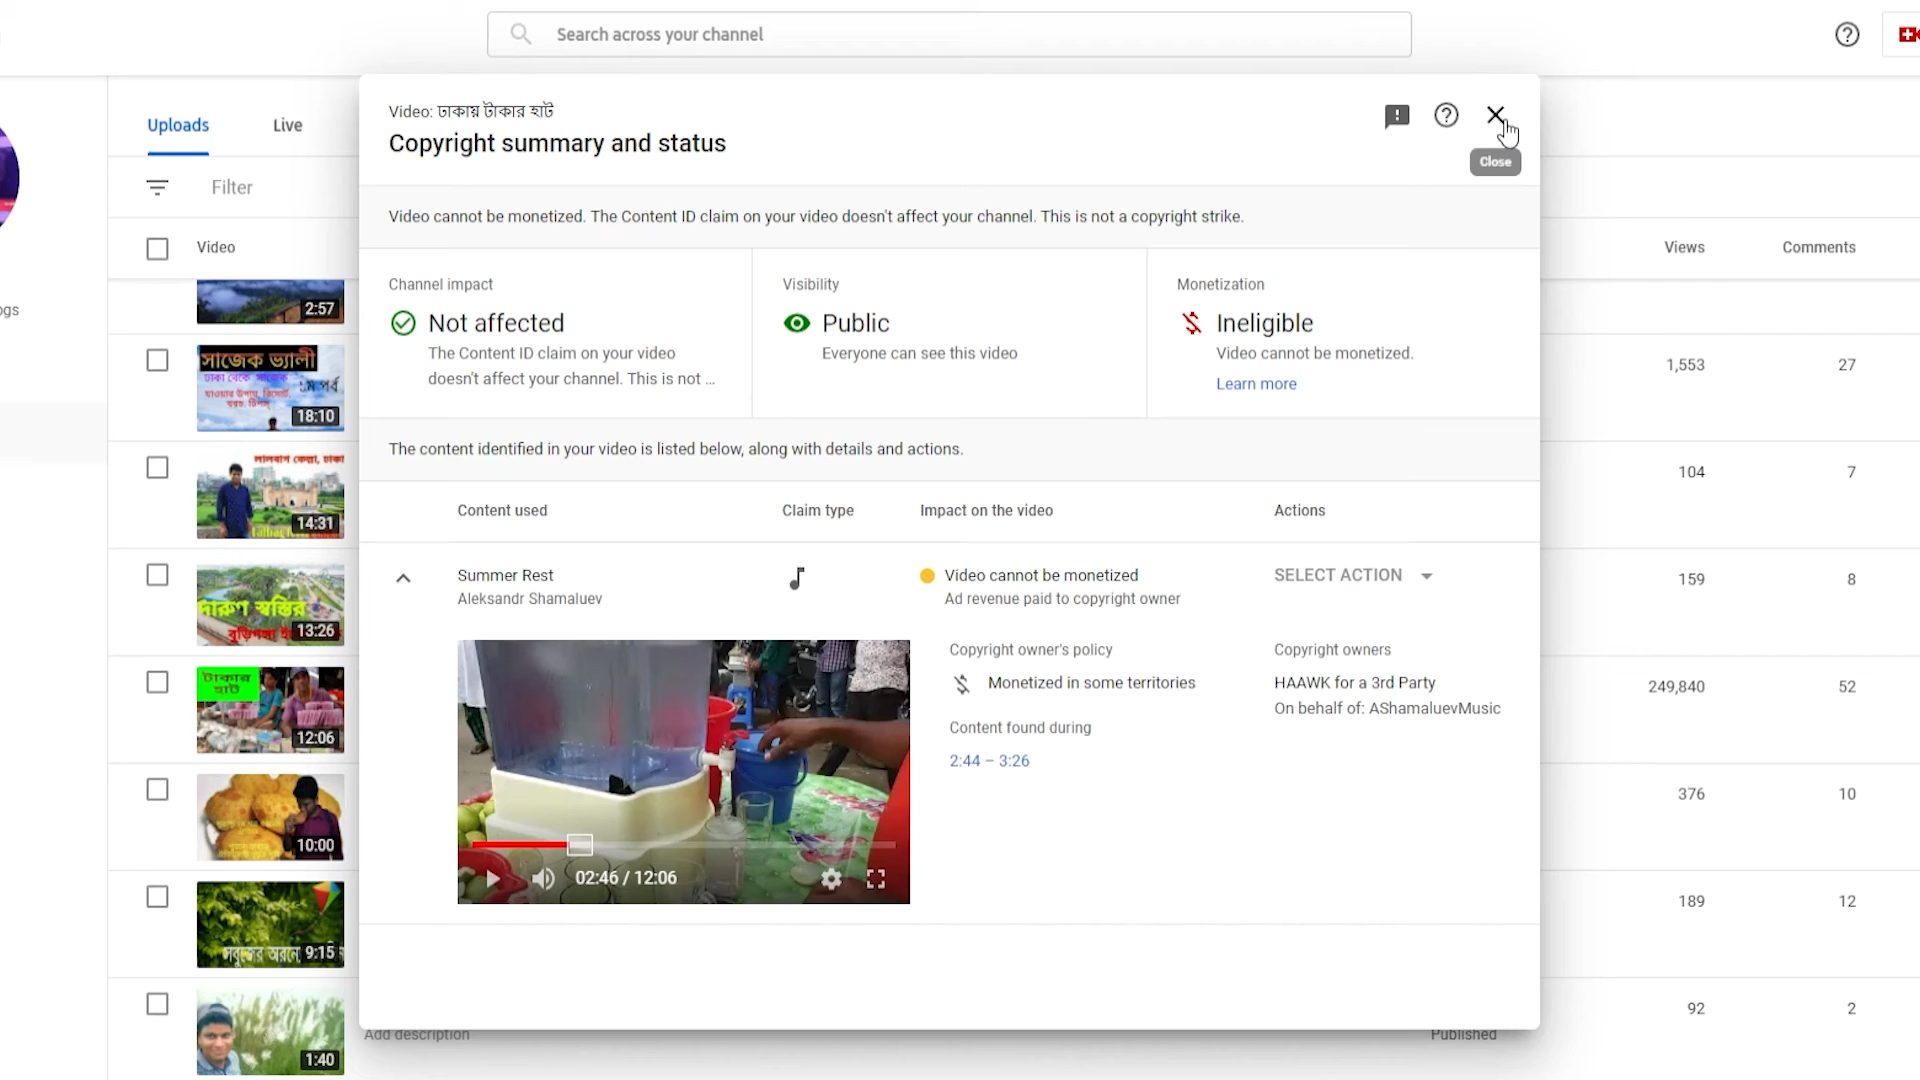 Search across your channel
Uploads
Live
Filter
Video
Views
Comments
ogs
Video: ঢাকায় টাকার হাট
Copyright summary and status
Close
Video cannot be monetized. The Content ID claim on your video doesn't affect your channel. This is not a copyright strike.
Channel impact
Not affected
The Content ID claim on your video
doesn't affect your channel. This is not ...
Visibility
Public
Everyone can see this video
Monetization
Ineligible
Video cannot be monetized.
Learn more
The content identified in your video is listed below, along with details and actions.
Content used
Claim type
Impact on the video
Actions
Summer Rest
Aleksandr Shamaluev
Video cannot be monetized
Ad revenue paid to copyright owner
SELECT ACTION
Copyright owner's policy
Monetized in some territories
Content found during
2:44 – 3:26
Copyright owners
HAAWK for a 3rd Party
On behalf of: AShamaluevMusic
02:46 / 12:06
2:57
সাজেক ভ্যালী
ঢাকা থেকে সাজেক
১ম পর্ব
18:10
1,553
27
লালবাগ কেল্লা, ঢাকা
14:31
104
7
দারুণ স্বস্তির
13:26
159
8
টাকার
হাট
12:06
249,840
52
10:00
376
10
সবুজের অরন্যে
9:15
189
12
1:40
92
2
Add description
Published